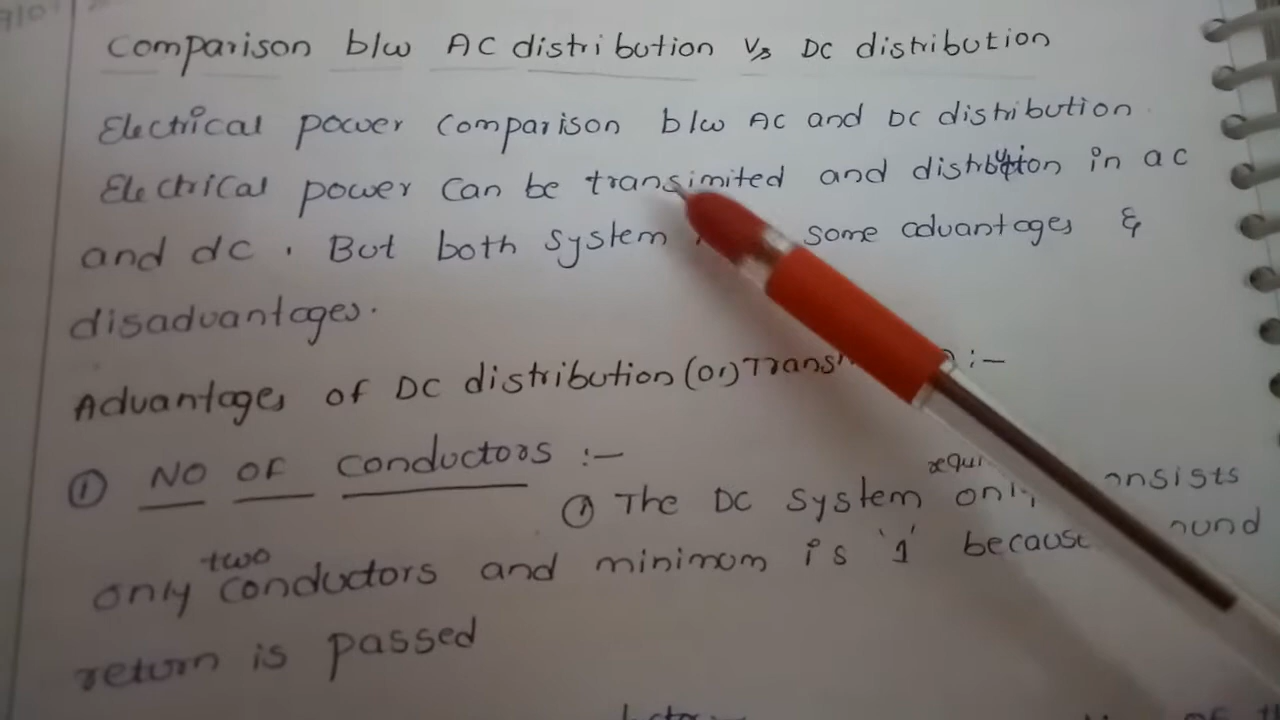 Comparison b/w AC distribution Vs DC distribution
Electrical power comparison b/w AC and DC distribution
Electrical power can be transimited and distribution in ac
and dc. But both system some advantages &
disadvantages.
Advantages of DC distribution (or) Trans :-
① NO OF Conductors :-
① The DC system only
only two conductors and minimum is '1' because
return is passed